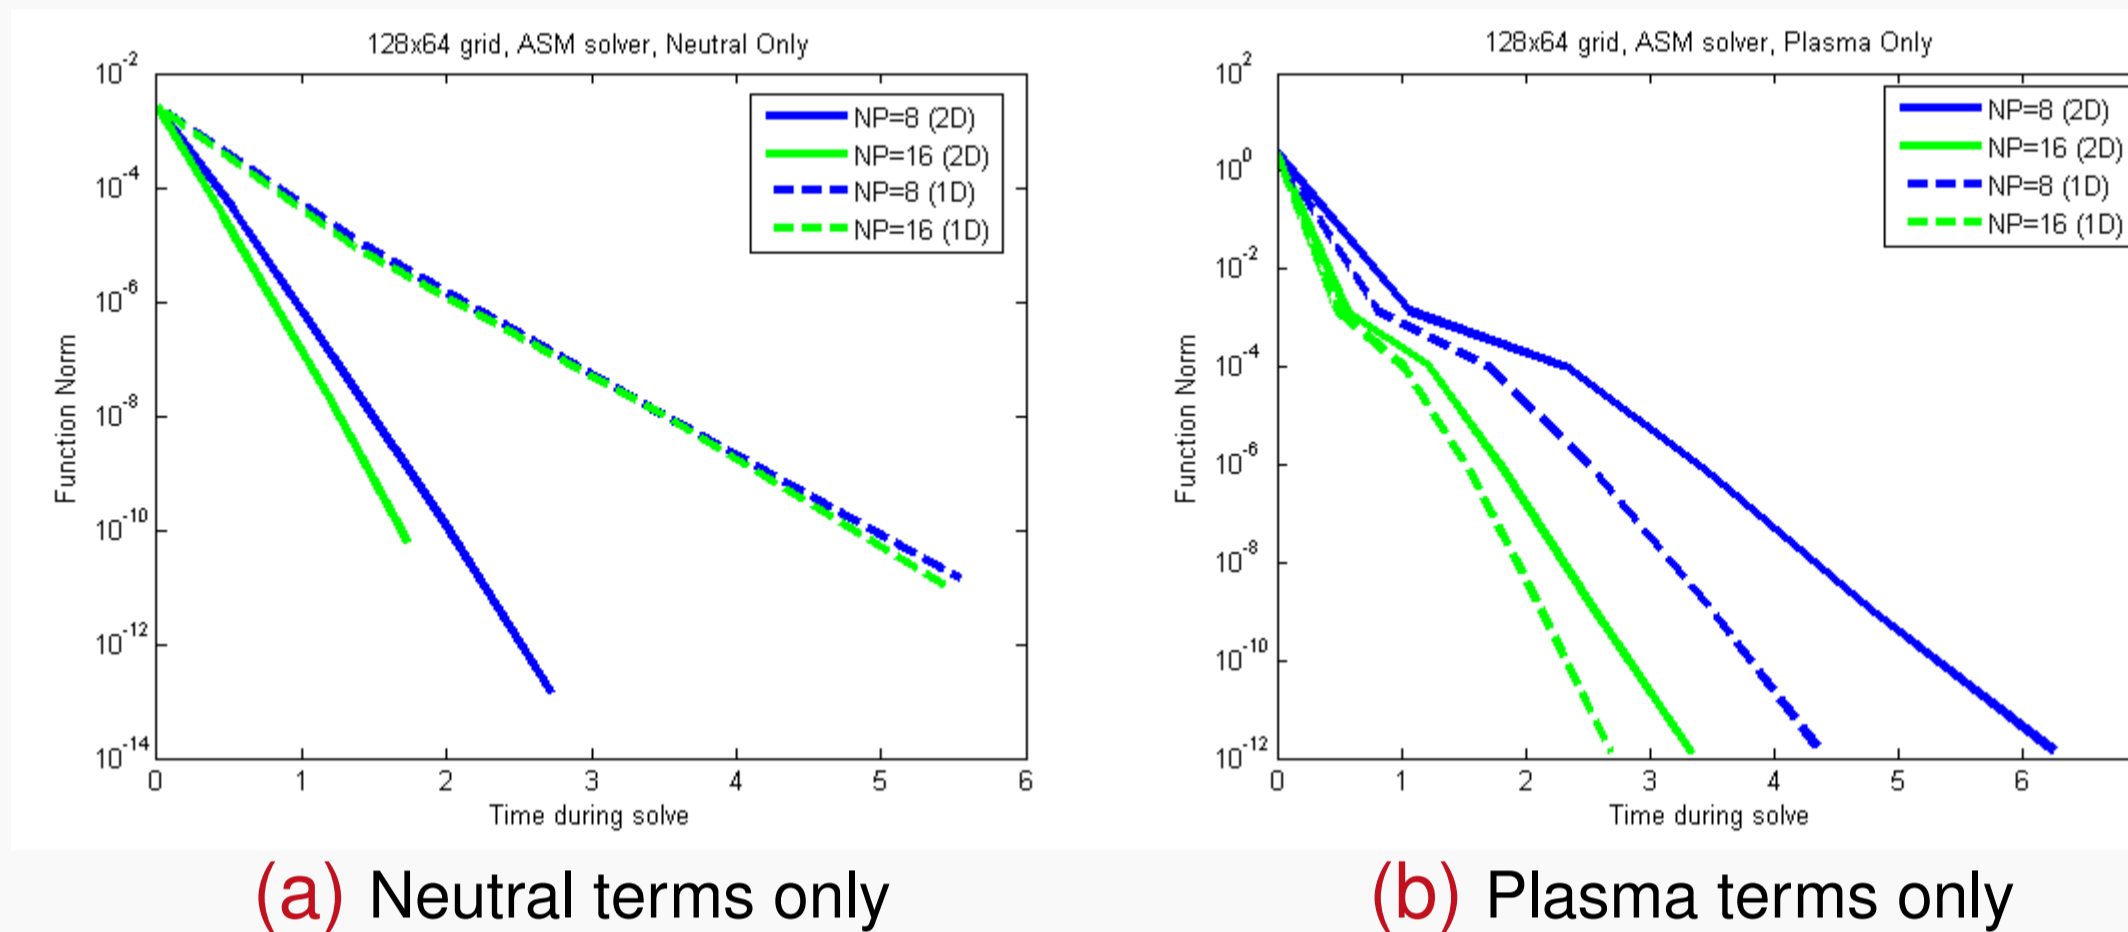 128x64 grid, ASM solver, Neutral Only
10^-2
10^-4
10^-6
10^-8
10^-10
10^-12
10^-14
Function Norm
0 1 2 3 4 5 6
Time during solve
NP=8 (2D)
NP=16 (2D)
NP=8 (1D)
NP=16 (1D)
(a) Neutral terms only
128x64 grid, ASM solver, Plasma Only
10^2
10^0
10^-2
10^-4
10^-6
10^-8
10^-10
10^-12
Function Norm
0 1 2 3 4 5 6
Time during solve
NP=8 (2D)
NP=16 (2D)
NP=8 (1D)
NP=16 (1D)
(b) Plasma terms only